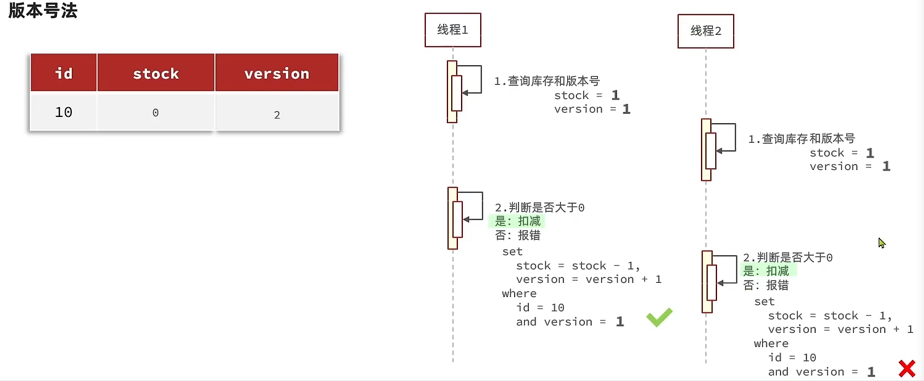 版本号法
id stock version
10 0 2
线程1
1.查询库存和版本号
stock = 1
version = 1
2.判断是否大于0
是：扣减
否：报错
set
stock = stock - 1,
version = version + 1
where
id = 10
and version = 1
线程2
1.查询库存和版本号
stock = 1
version = 1
2.判断是否大于0
是：扣减
否：报错
set
stock = stock - 1,
version = version + 1
where
id = 10
and version = 1